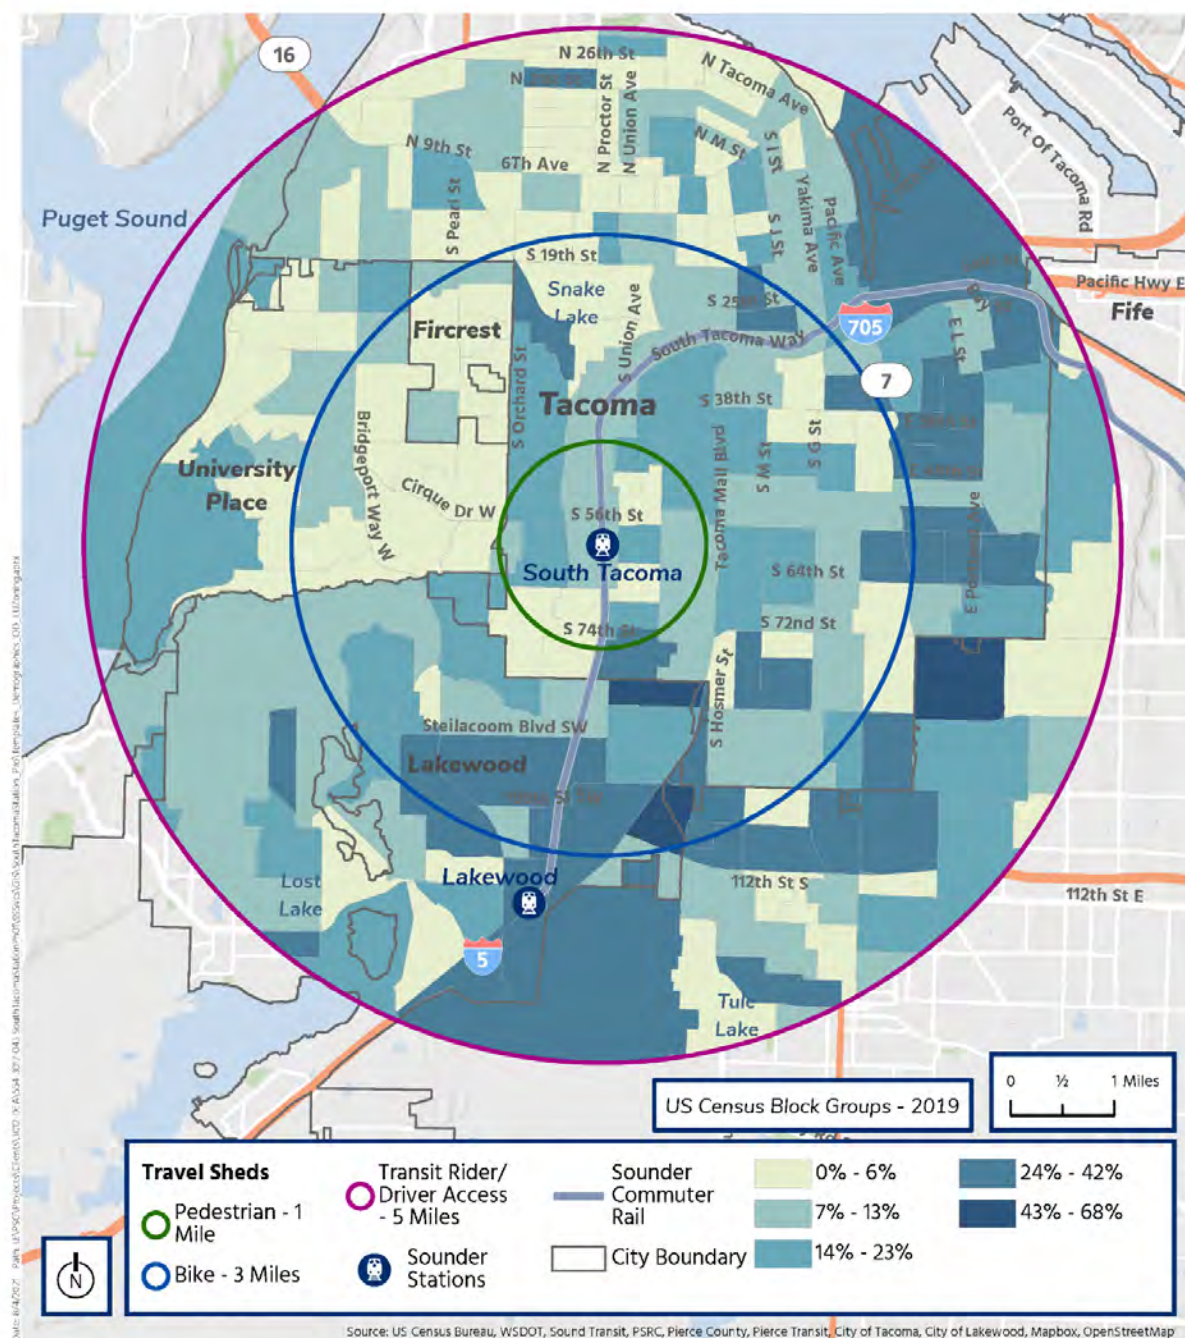 16
N 26th St
N Tacoma Ave
N Proctor St
N Union Ave
N M St
S I St
N 9th St
6Th Ave
S Pearl St
Port Of Tacoma Rd
Puget Sound
Yakima Ave
Pacific Ave
S J St
S 19th St
Snake
Lake
S 25th St
Pacific Hwy E
Fife
Fircrest
S Union Ave
South Tacoma Way
705
E L St
7
S Orchard St
Tacoma
S 38th St
Bridgeport Way W
Tacoma Mall Blvd
S M St
S G St
University
Place
Cirque Dr W
S 56th St
E Portland Ave
South Tacoma
S 64th St
S 74th St
S 72nd St
S Hosmer St
Steilacoom Blvd SW
Lakewood
Lakewood
Lost
Lake
112th St S
112th St E
5
Tule
Lake
US Census Block Groups - 2019
0 ½ 1 Miles
Travel Sheds
Pedestrian - 1
Mile
Bike - 3 Miles
Transit Rider/
Driver Access
- 5 Miles
Sounder
Stations
Sounder
Commuter
Rail
City Boundary
0% - 6%
7% - 13%
14% - 23%
24% - 42%
43% - 68%
N
Source: US Census Bureau, WSDOT, Sound Transit, PSRC, Pierce County, Pierce Transit, City of Tacoma, City of Lakewood, Mapbox, OpenStreetMap